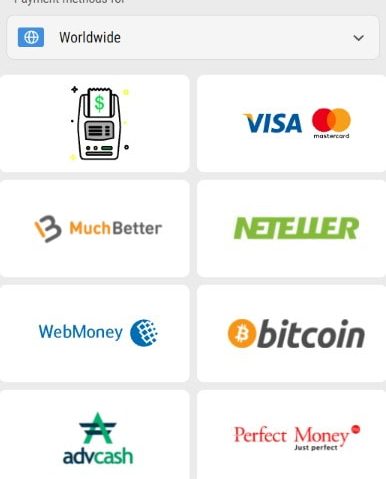 Payment methods for
Worldwide
$
VISA
mastercard
MuchBetter
NETELLER
WebMoney
bitcoin
advcash
Perfect Money
Just perfect